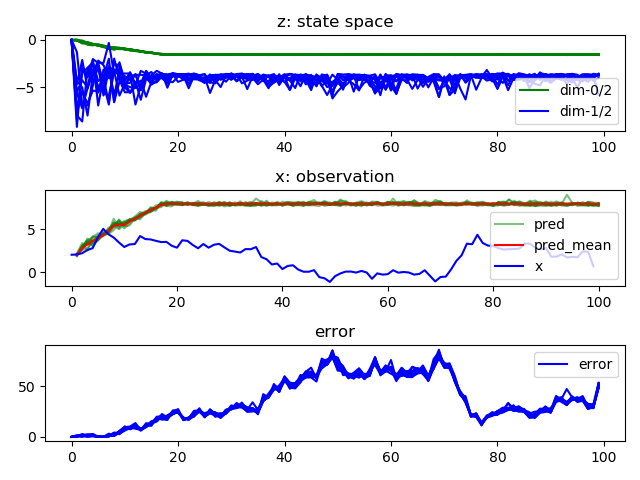 z: state space
0
−5
dim-0/2
dim-1/2
0 20 40 60 80 100
x: observation
5
0
pred
pred_mean
x
0 20 40 60 80 100
error
50
0
error
0 20 40 60 80 100